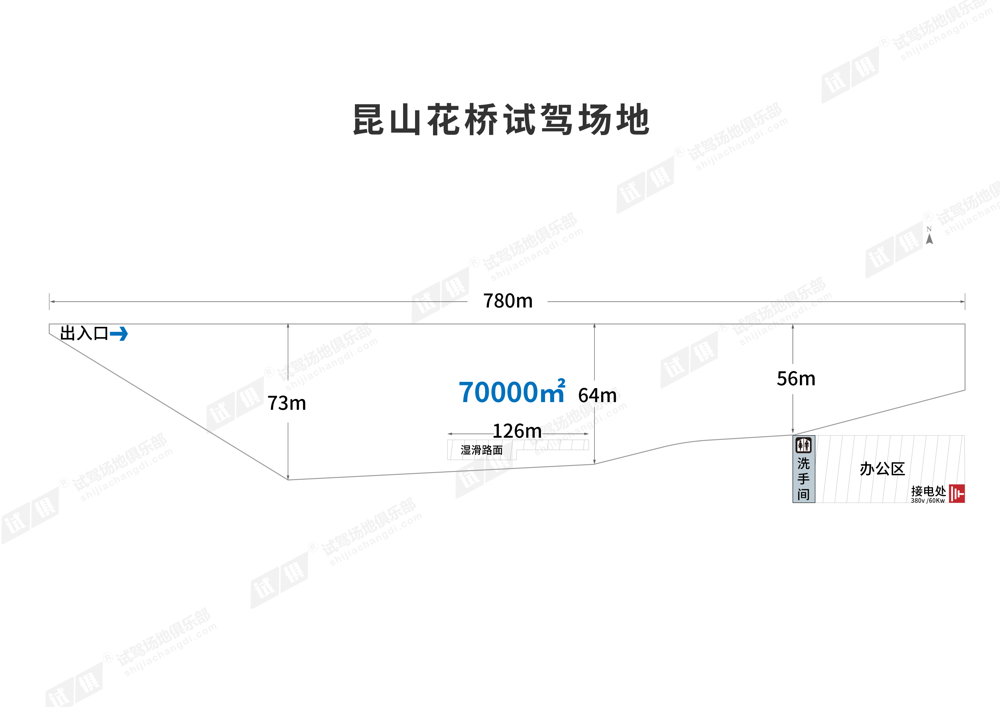 昆山花桥试驾场地
N
780m
出入口
70000㎡
73m
64m
56m
126m
湿滑路面
洗手间
办公区
接电处
380v /60Kw
试俱® 试驾场地俱乐部
shijiachangdi.com